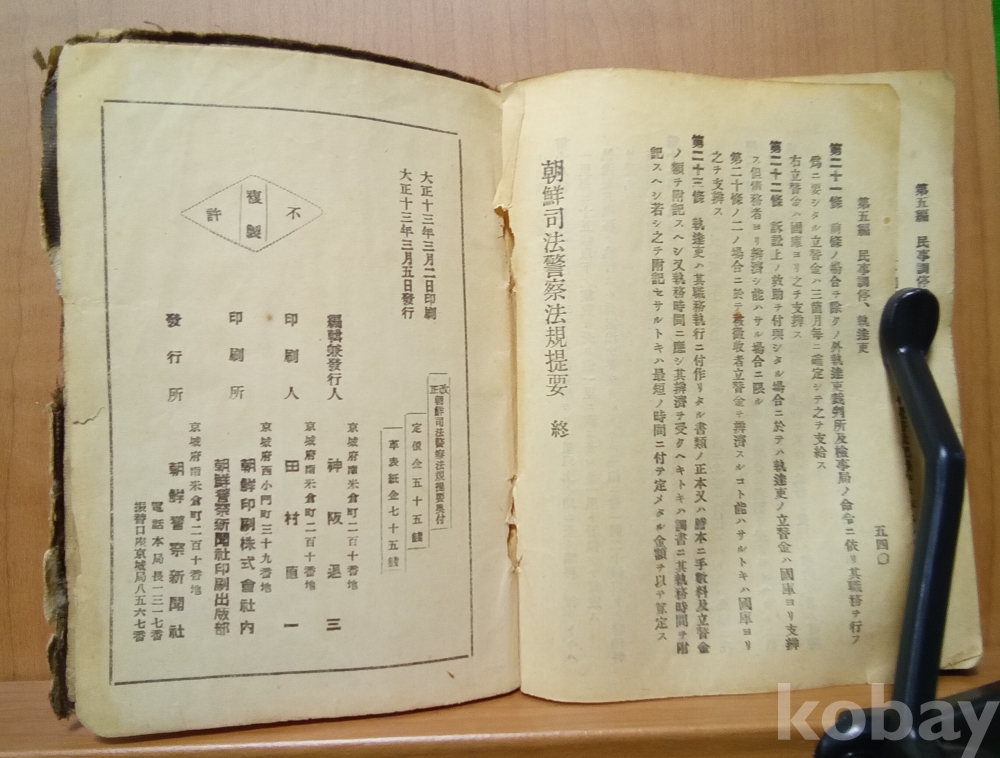 第五編 民事調停
第五編 民事調停、執達吏
五四〇
第二十一條 前條ノ場合ヲ除クノ外執達吏裁判所及檢事局ノ命令ニ依リ其職務ヲ行フ
爲ニ要シタル立替金ハ三箇月每ニ確定シテ之ヲ支給ス
右立替金ハ國庫ヨリ之ヲ支拂ス
第二十二條 訴訟上ノ救助ヲ付與シタル場合ニ於テハ執達吏ノ立替金ハ國庫ヨリ支辨
ス但債務者ヨリ辨濟シ能ハサル場合ニ限ル
第二十條ノ二ノ場合ニ於テ被徵收者立替金ヲ辨濟スルコト能ハサルトキハ國庫ヨリ
之ヲ支辨ス
第二十三條 執達吏ハ其職務執行ニ付作リタル書類ノ正本又ハ謄本ニ手數料及立替金
ノ額ヲ附記スヘシ又執務時間ニ應シ其辨濟ヲ受クヘキトキハ調書ニ其執務時間ヲ附
記スヘシ若シ之ヲ附記セサルトキハ最短ノ時間ニ付テ定メタル金額ヲ以テ算定ス
朝鮮司法警察法規提要 終
改正朝鮮司法警察法規提要奧付
定價金五十五錢
革表紙金七十五錢
大正十三年三月二日印刷
大正十三年三月五日發行
不許複製
編輯兼發行人 京城府南米倉町二百十番地 神阪退三
印刷人 京城府南米倉町二百十番地 田村直一
印刷所 京城府西小門町三十九番地 朝鮮印刷株式會社內
朝鮮警察新聞社印刷出版部
發行所 京城府南米倉町二百十番地 朝鮮警察新聞社
電話本局長一三一七番
振替口座京城局八五六七番
kobay